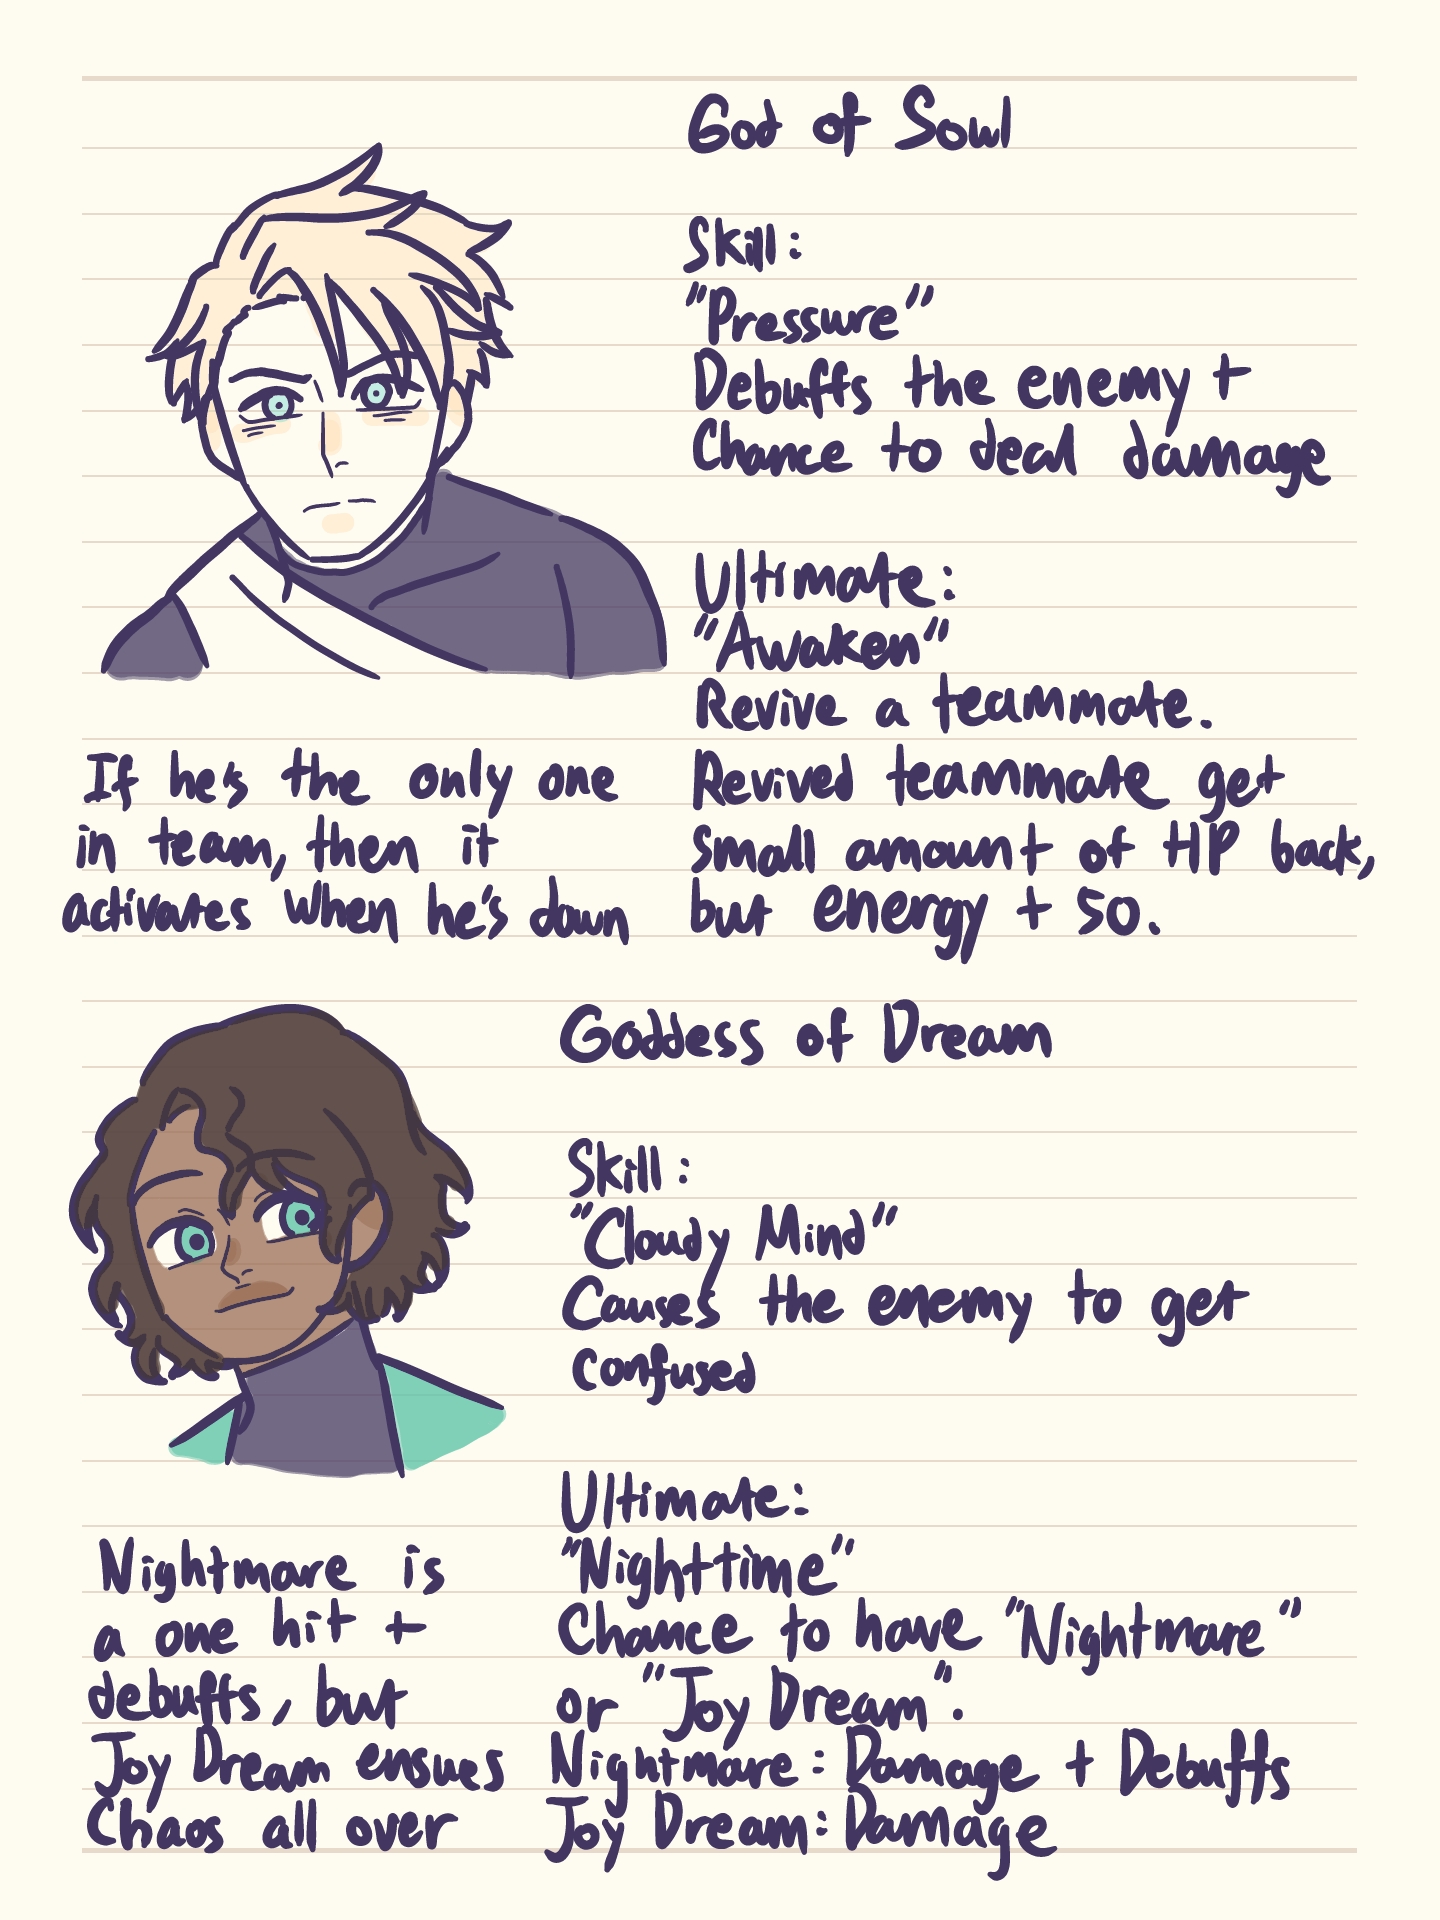 God of Soul
Skill:
"Pressure"
Debuffs the enemy +
Chance to deal damage
Ultimate:
"Awaken"
Revive a teammate.
Revived teammate get
small amount of HP back,
but energy + 50.
If he's the only one
in team, then it
activates when he's down
Goddess of Dream
Skill:
"Cloudy Mind"
Causes the enemy to get
confused
Ultimate:
"Nighttime"
Chance to have "Nightmare"
or "Joy Dream".
Nightmare: Damage + Debuffs
Joy Dream: Damage
Nightmare is
a one hit +
debuffs, but
Joy Dream ensues
Chaos all over